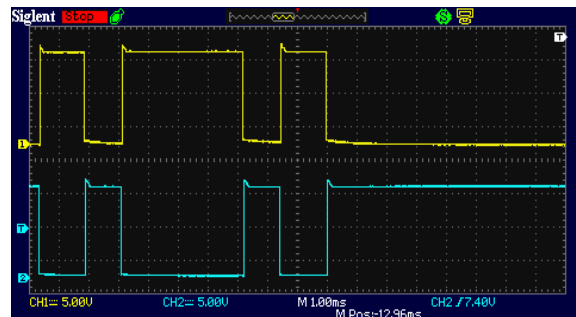 Siglent Stop
T
1
T
2
CH1= 5.00V CH2= 5.00V M 1.00ms CH2 /7.40V
M Pos:-12.96ms